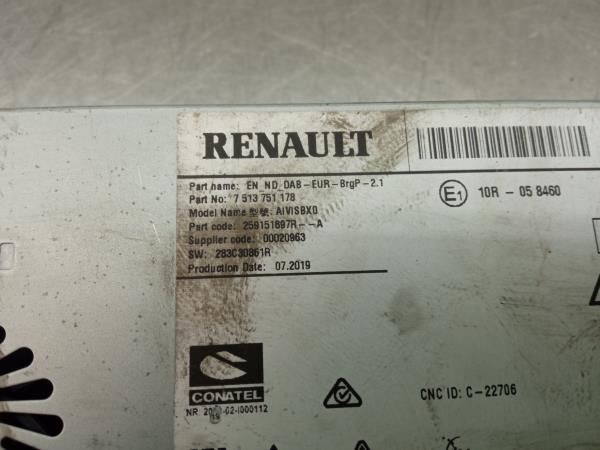 RENAULT
Part name: EN_ND_DAB-EUR-BrgP-2.1
Part No: 7 513 751 178
Model Name 型號: AIVISBX0
Part code: 259151697R--A
Supplier code: 00020963
SW: 283C30861R
Production Date: 07.2019
E1 10R - 05 8460
CONATEL
CNC ID: C-22706